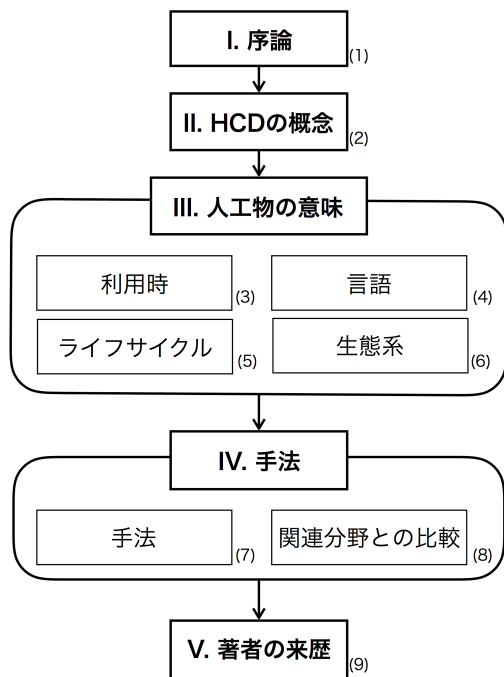 I. 序論
(1)
II. HCDの概念
(2)
III. 人工物の意味
利用時
(3)
言語
(4)
ライフサイクル
(5)
生態系
(6)
IV. 手法
手法
(7)
関連分野との比較
(8)
V. 著者の来歴
(9)